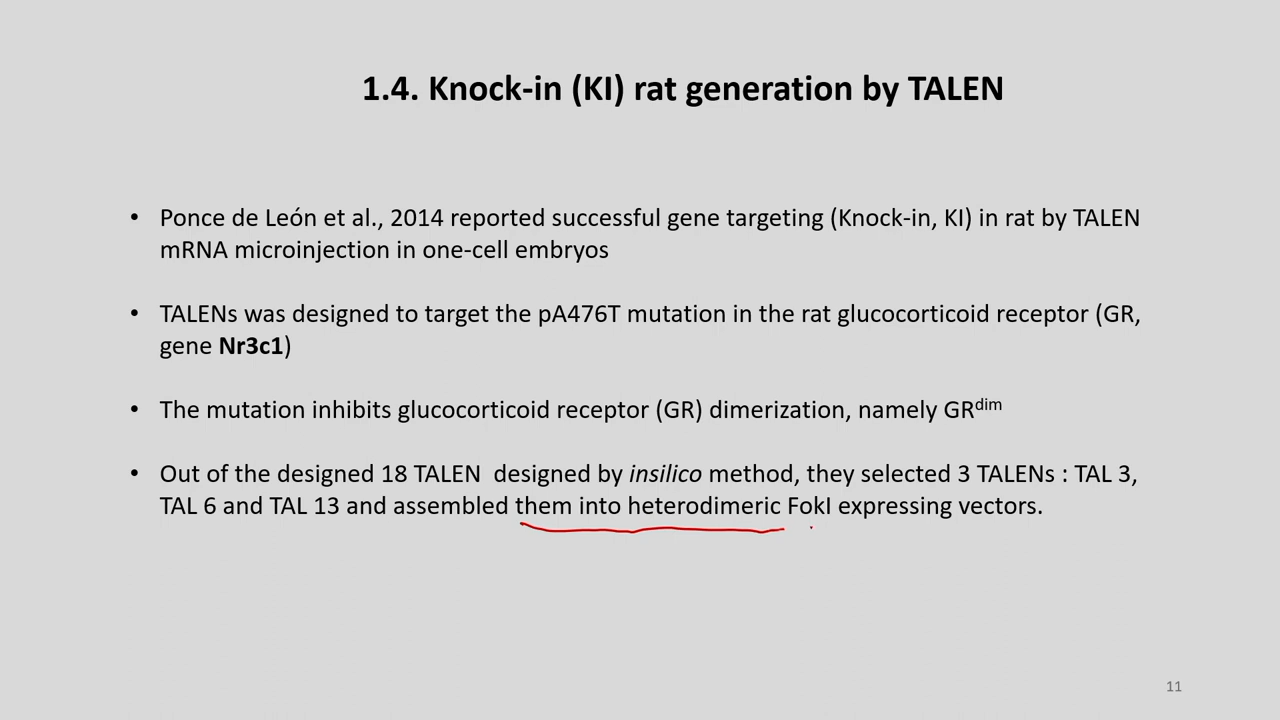 1.4. Knock-in (KI) rat generation by TALEN
• Ponce de León et al., 2014 reported successful gene targeting (Knock-in, KI) in rat by TALEN
mRNA microinjection in one-cell embryos
• TALENs was designed to target the pA476T mutation in the rat glucocorticoid receptor (GR,
gene Nr3c1)
• The mutation inhibits glucocorticoid receptor (GR) dimerization, namely GRdim
• Out of the designed 18 TALEN designed by insilico method, they selected 3 TALENs : TAL 3,
TAL 6 and TAL 13 and assembled them into heterodimeric FokI expressing vectors.
11